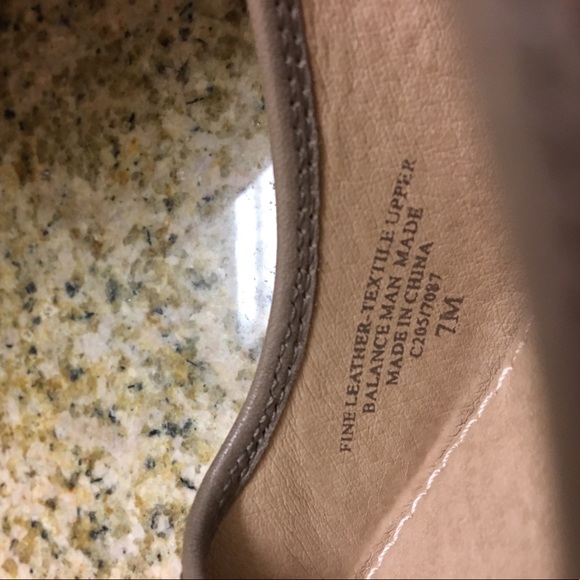 FINE LEATHER-TEXTILE UPPER
BALANCE MAN MADE
MADE IN CHINA
C205/7087
7M